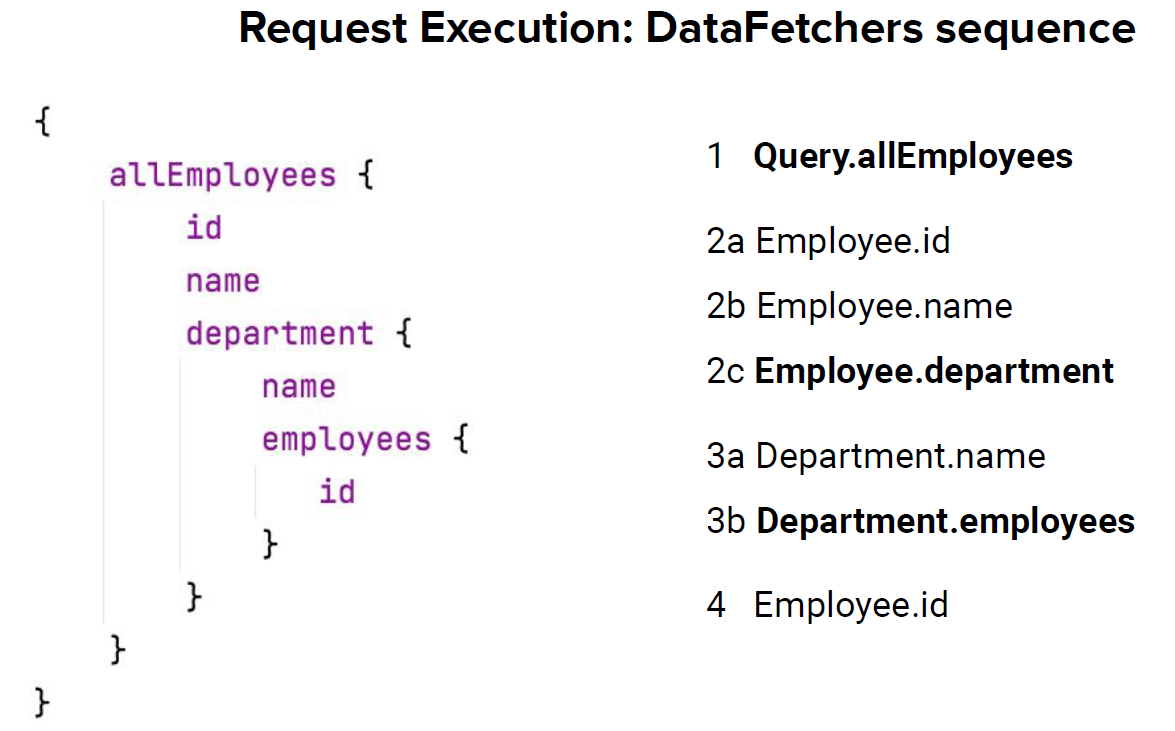 Request Execution: DataFetchers sequence
{
allEmployees {
id
name
department {
name
employees {
id
}
}
}
}
1 Query.allEmployees
2a Employee.id
2b Employee.name
2c Employee.department
3a Department.name
3b Department.employees
4 Employee.id